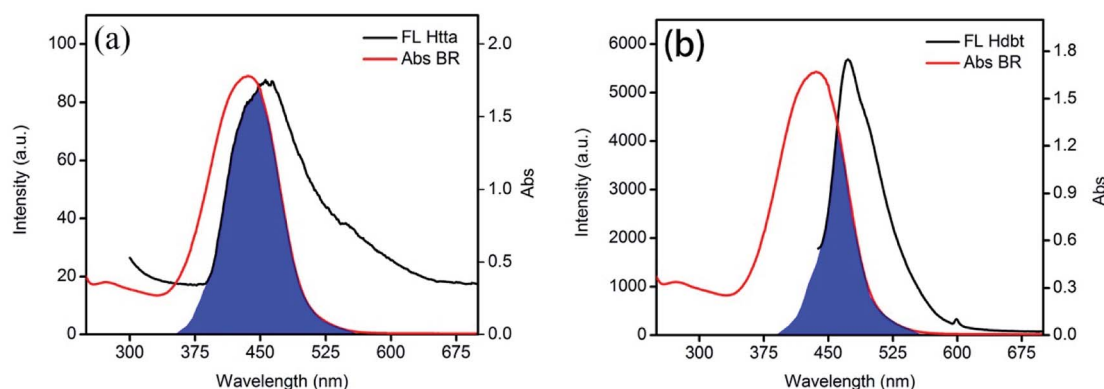 (a)
FL Htta
Abs BR
100
80
60
40
20
0
Intensity (a.u.)
2.0
1.5
1.0
0.5
0.0
Abs
300 375 450 525 600 675
Wavelength (nm)
(b)
FL Hdbt
Abs BR
6000
5000
4000
3000
2000
1000
0
Intensity (a.u.)
1.8
1.5
1.2
0.9
0.6
0.3
0.0
Abs
300 375 450 525 600 675
Wavelength (nm)